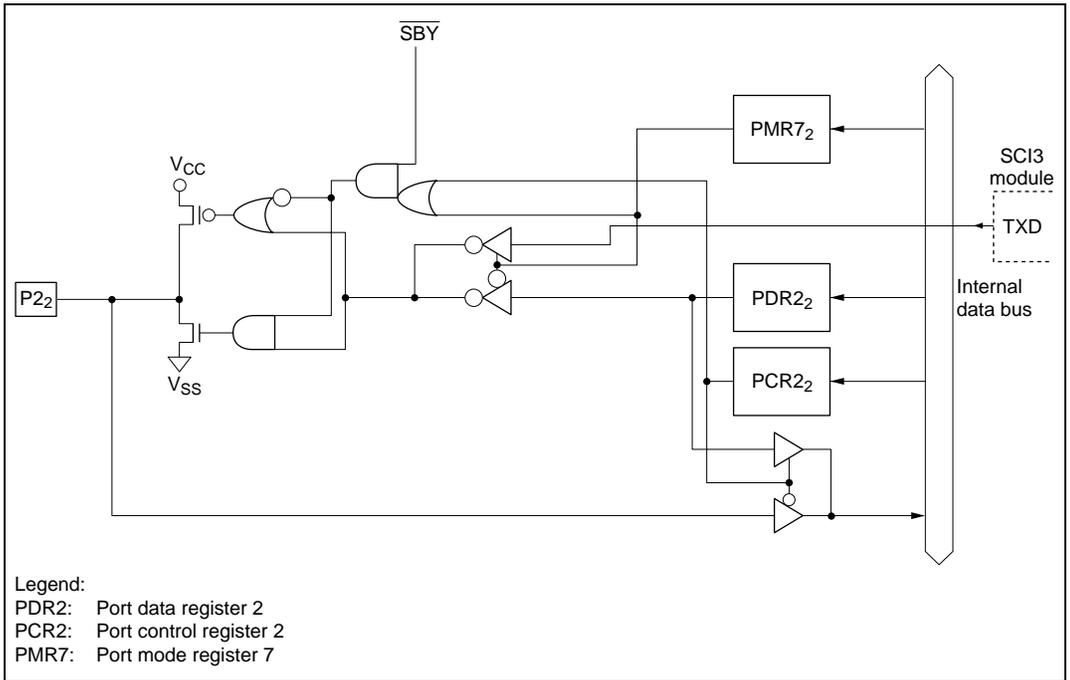 SBY
PMR7₂
SCI3
module
TXD
V_CC
P2₂
PDR2₂
Internal
data bus
PCR2₂
V_SS
Legend:
PDR2: Port data register 2
PCR2: Port control register 2
PMR7: Port mode register 7